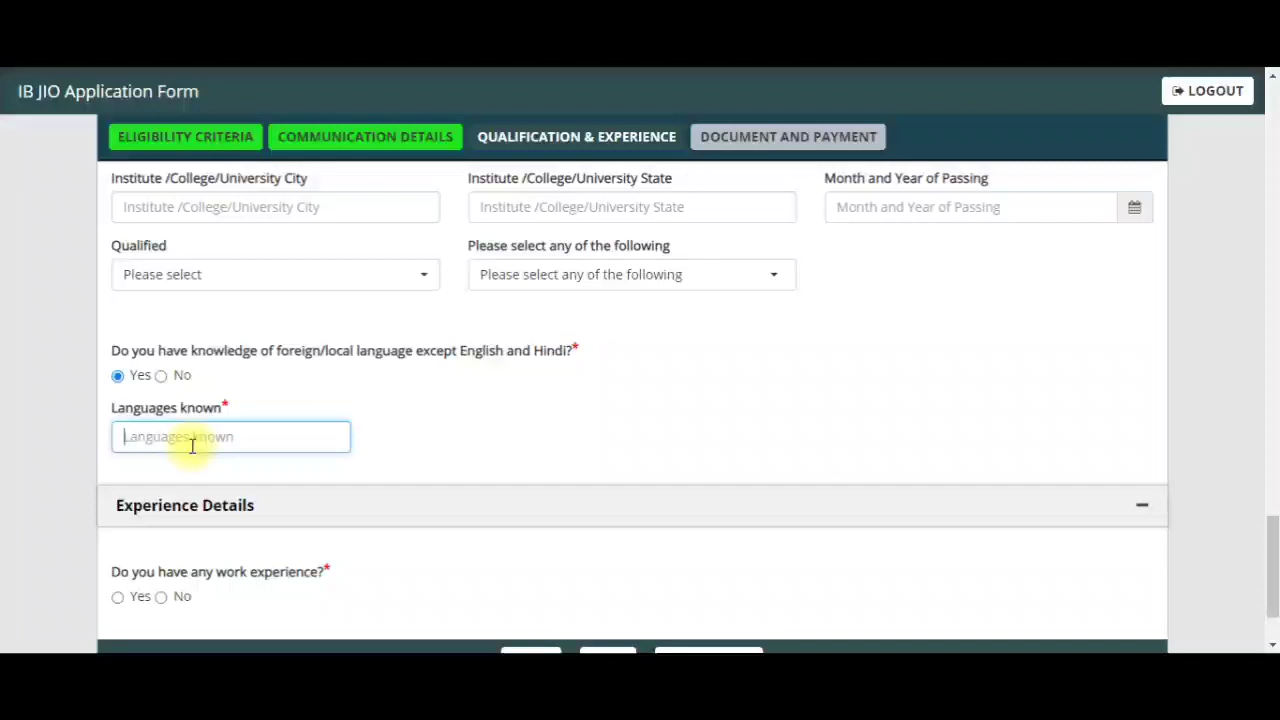 IB JIO Application Form
LOGOUT
ELIGIBILITY CRITERIA COMMUNICATION DETAILS QUALIFICATION & EXPERIENCE DOCUMENT AND PAYMENT
Institute /College/University City Institute /College/University State Month and Year of Passing
Institute /College/University City Institute /College/University State Month and Year of Passing
Qualified Please select any of the following
Please select Please select any of the following
Do you have knowledge of foreign/local language except English and Hindi?*
Yes No
Languages known*
Languages known
Experience Details
Do you have any work experience?*
Yes No